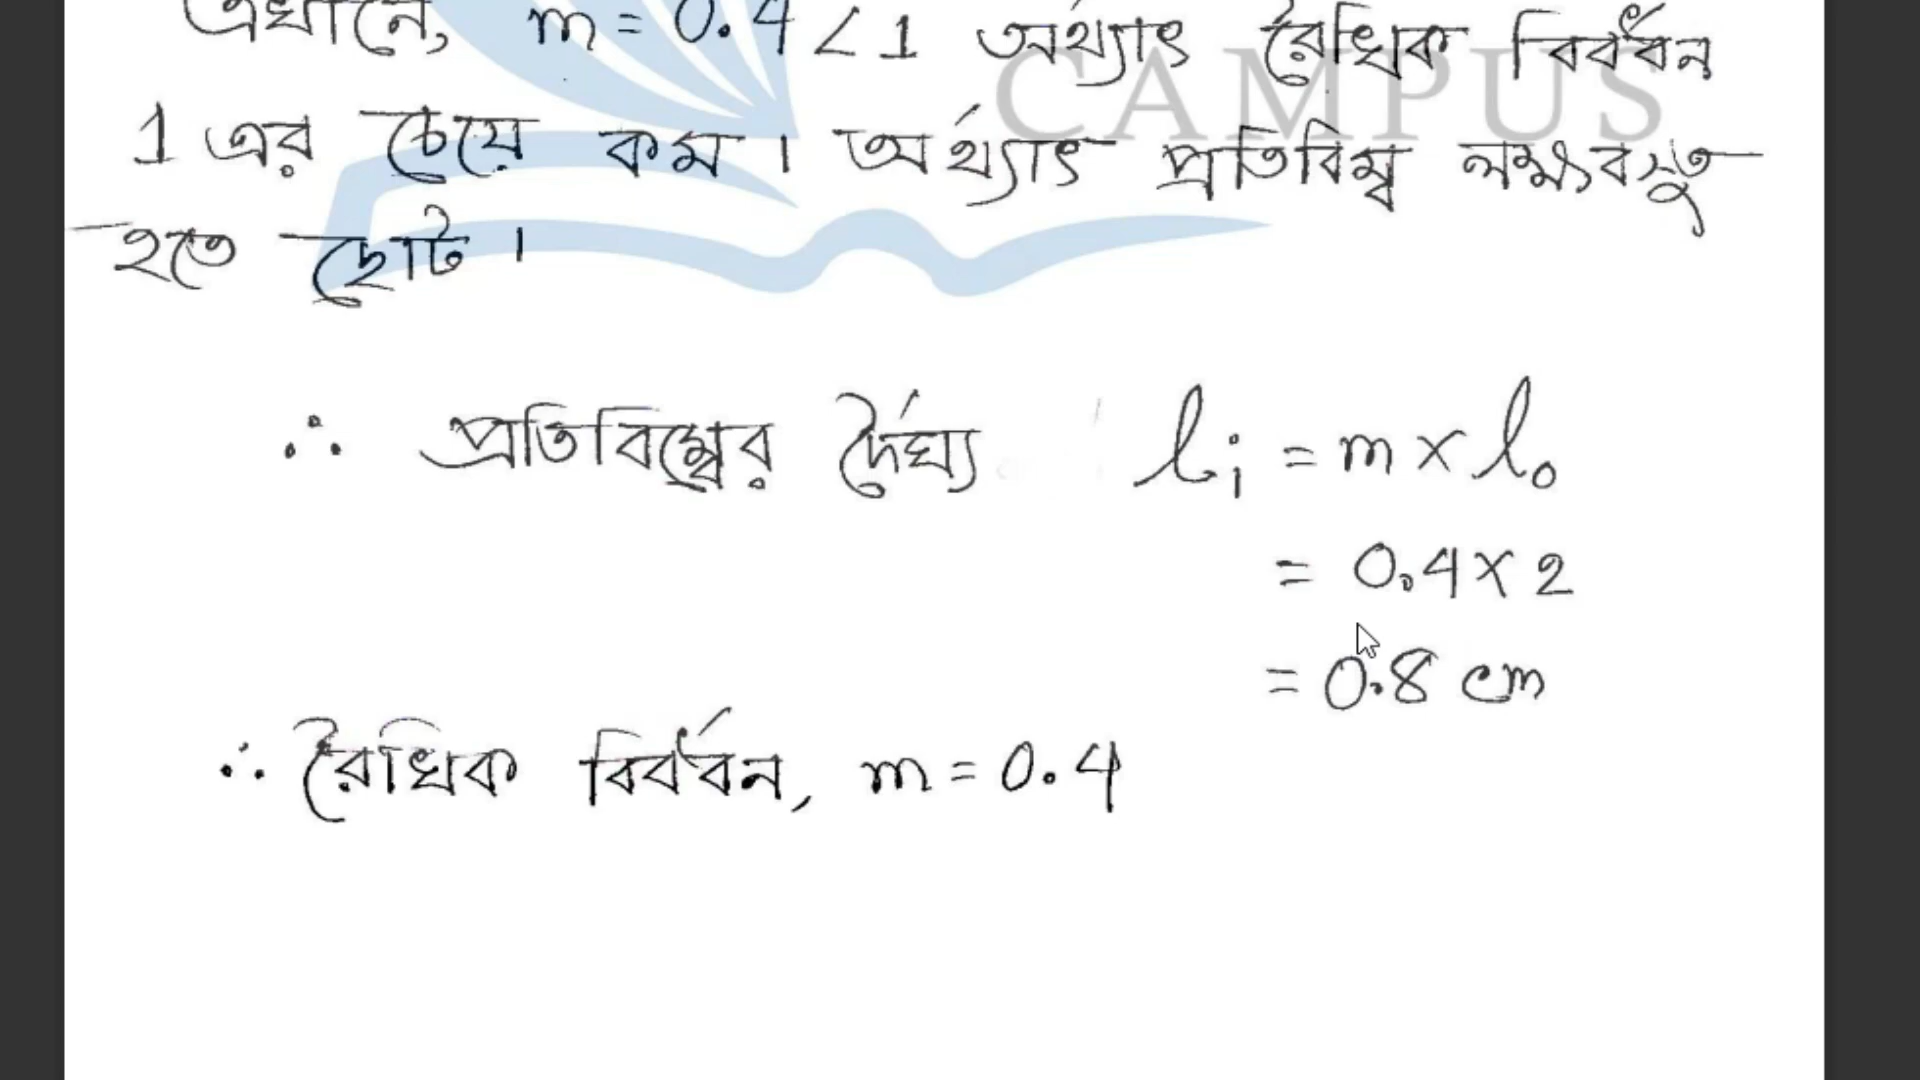 এখানে, m = 0.4 < 1 অর্থ্যাৎ রৈখিক বিবর্ধন
CAMPUS
1 এর চেয়ে কম। অর্থ্যাৎ প্রতিবিম্ব লক্ষ্যবস্তু
হতে ছোট।
∴ প্রতিবিম্বের দৈর্ঘ্য l_i = m × l_o
= 0.4 × 2
= 0.8 cm
∴ রৈখিক বিবর্ধন, m = 0.4